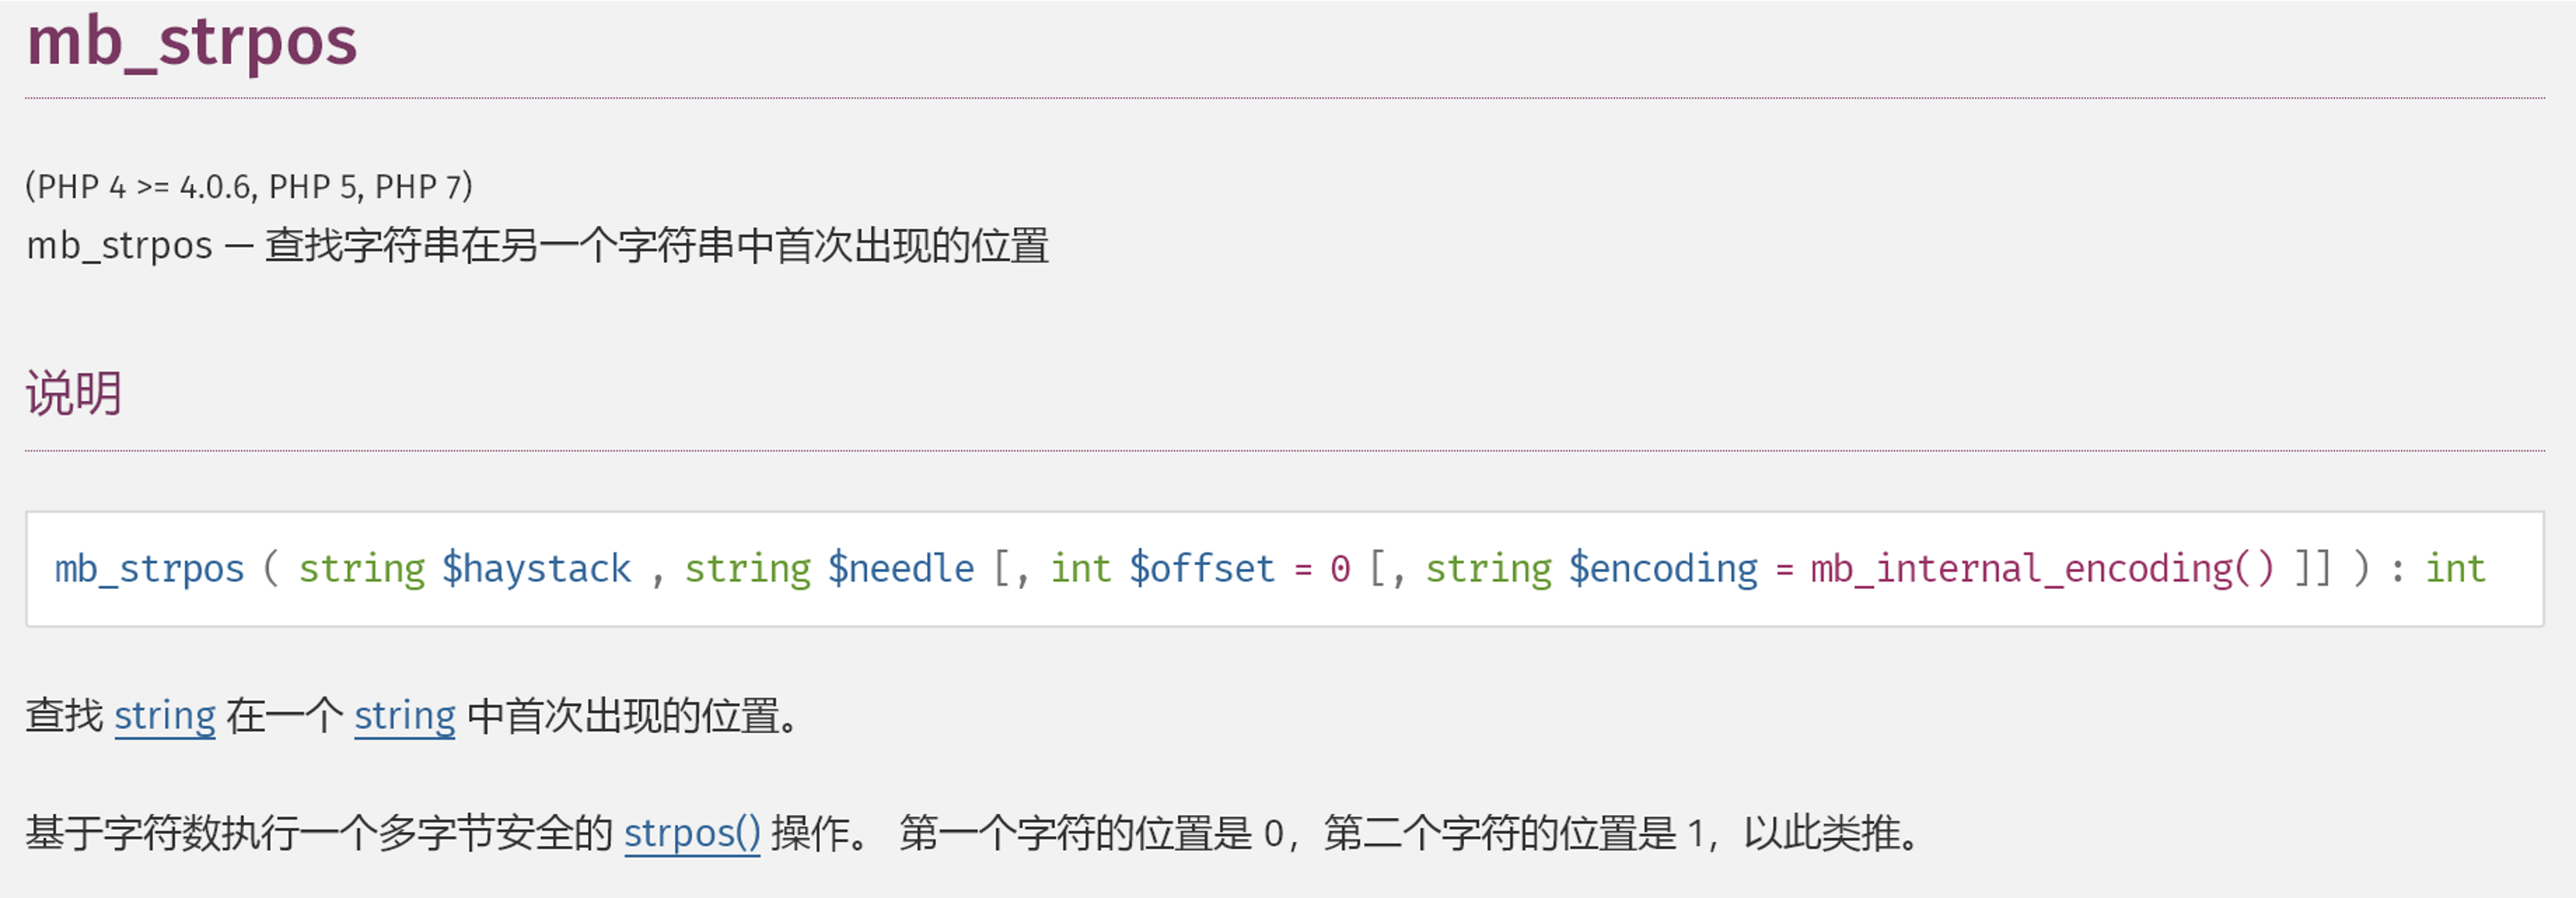 mb_strpos
(PHP 4 >= 4.0.6, PHP 5, PHP 7)
mb_strpos — 查找字符串在另一个字符串中首次出现的位置
说明
mb_strpos ( string $haystack , string $needle [, int $offset = 0 [, string $encoding = mb_internal_encoding() ]] ) : int
查找 string 在一个 string 中首次出现的位置。
基于字符数执行一个多字节安全的 strpos() 操作。 第一个字符的位置是 0，第二个字符的位置是 1，以此类推。